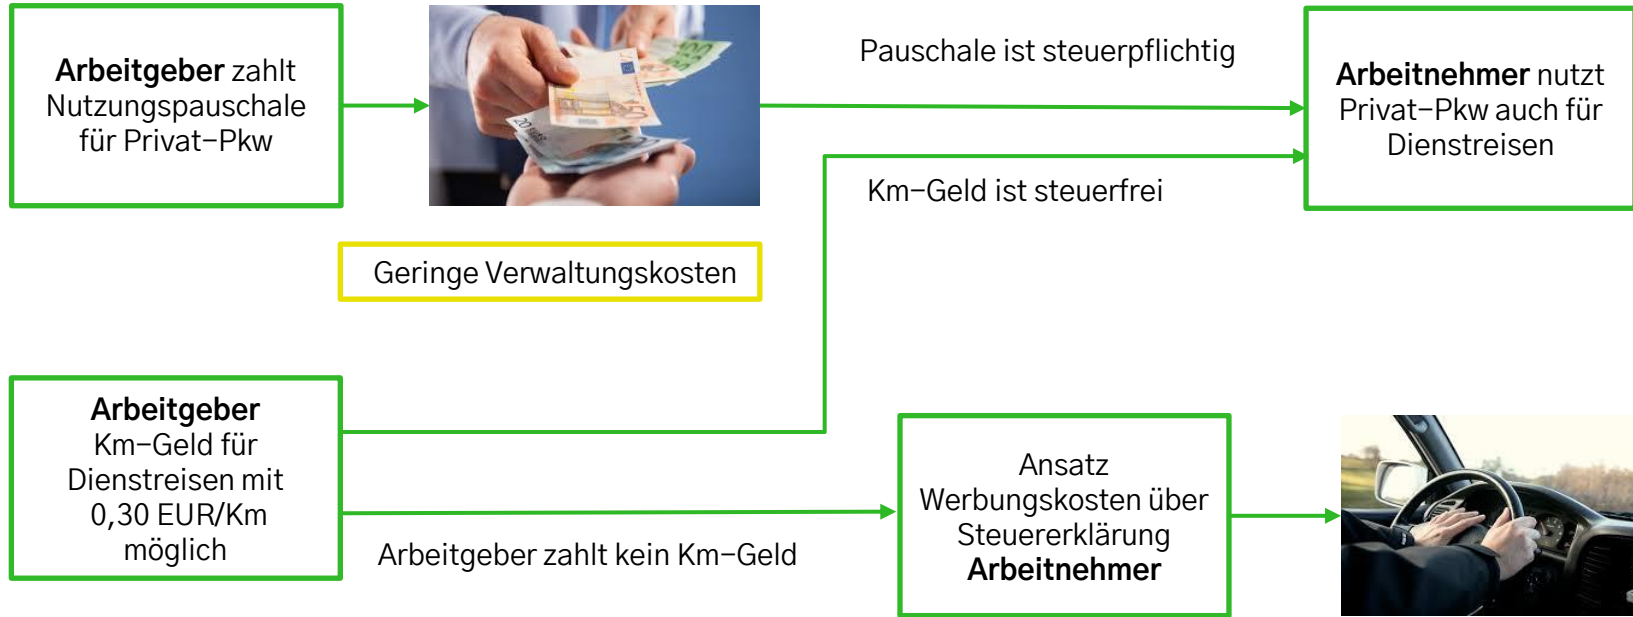 Arbeitgeber zahlt
Nutzungspauschale
für Privat-Pkw
Pauschale ist steuerpflichtig
Arbeitnehmer nutzt
Privat-Pkw auch für
Dienstreisen
Km-Geld ist steuerfrei
Geringe Verwaltungskosten
Arbeitgeber
Km-Geld für
Dienstreisen mit
0,30 EUR/Km
möglich
Arbeitgeber zahlt kein Km-Geld
Ansatz
Werbungskosten über
Steuererklärung
Arbeitnehmer